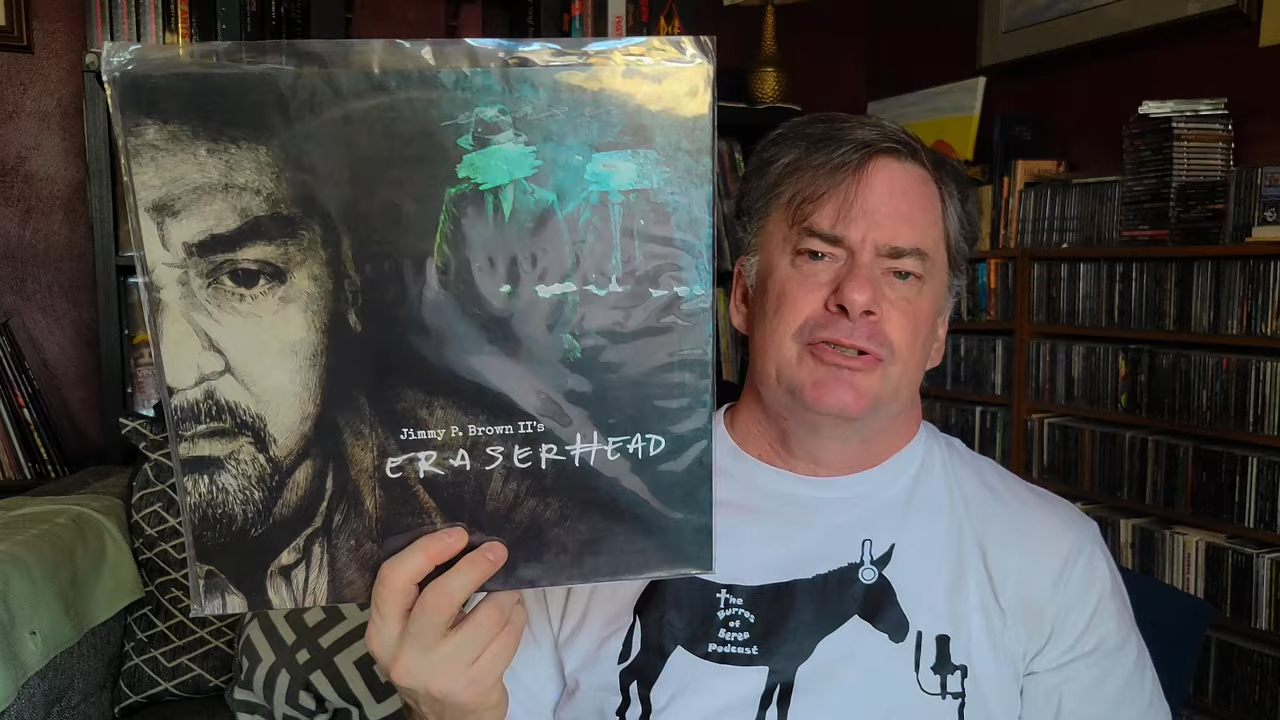 Jimmy P. Brown II's
ERASERHEAD
The
Burros
of
Berea
Podcast